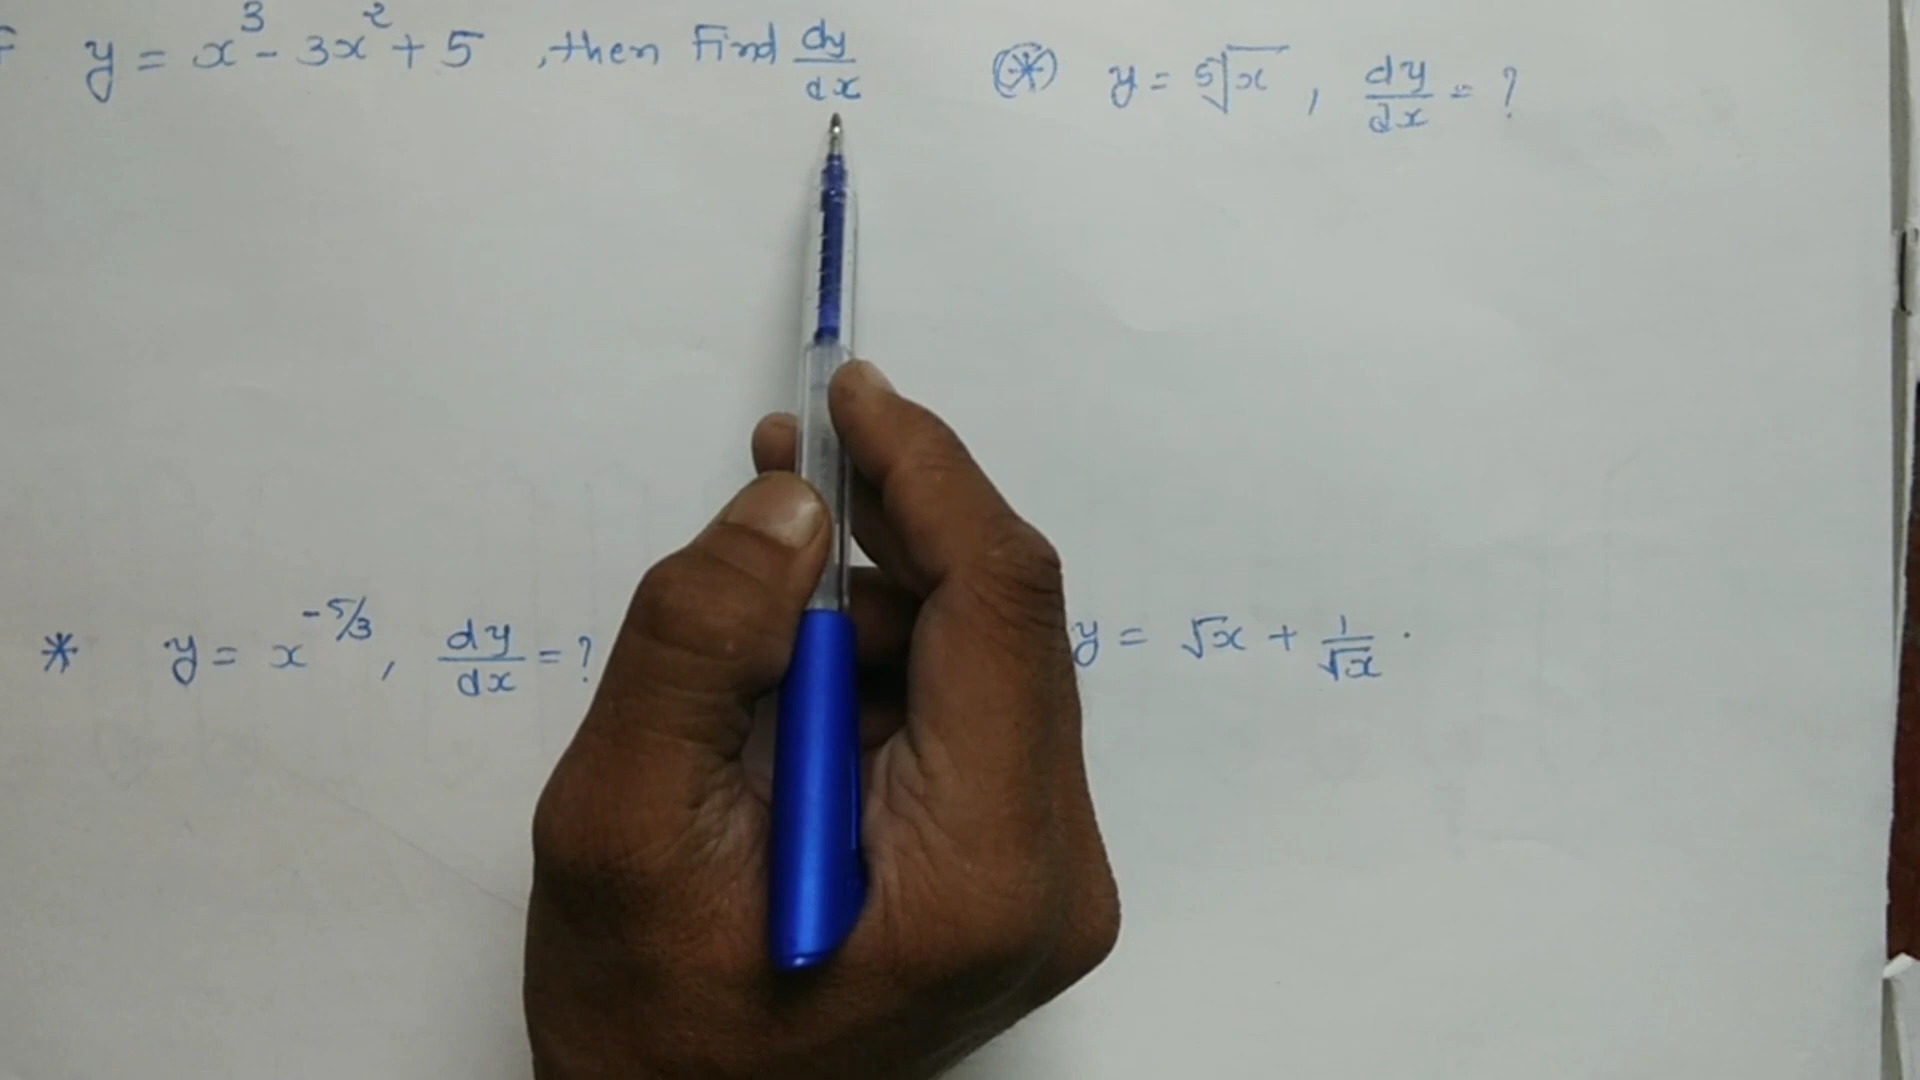 y = x³ - 3x² + 5 , then Find dy/dx
(*) y = ⁵√x , dy/dx = ?
* y = x^(-5/3) , dy/dx = ?
y = √x + 1/√x .